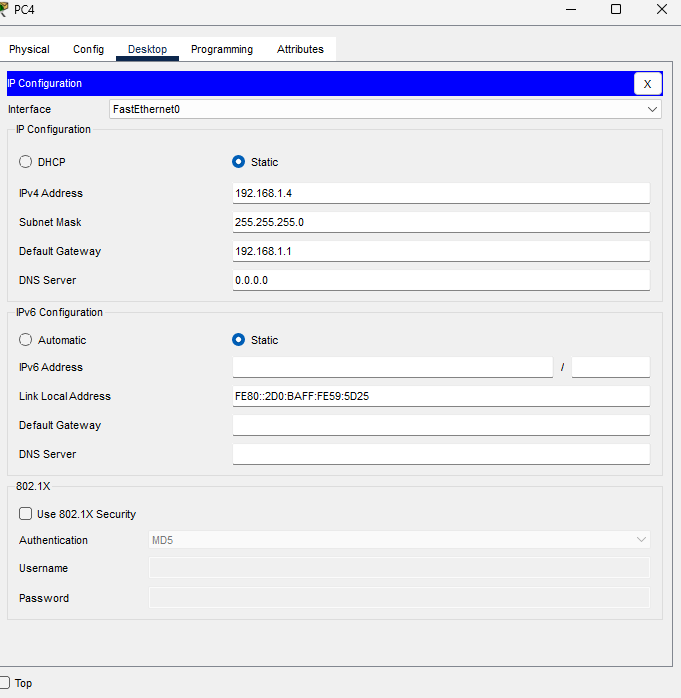 PC4
Physical Config Desktop Programming Attributes
IP Configuration X
Interface FastEthernet0
IP Configuration
DHCP Static
IPv4 Address 192.168.1.4
Subnet Mask 255.255.255.0
Default Gateway 192.168.1.1
DNS Server 0.0.0.0
IPv6 Configuration
Automatic Static
IPv6 Address /
Link Local Address FE80::2D0:BAFF:FE59:5D25
Default Gateway
DNS Server
802.1X
Use 802.1X Security
Authentication MD5
Username
Password
Top